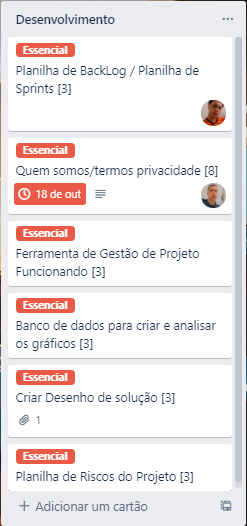 Desenvolvimento
Essencial
Planilha de BackLog / Planilha de
Sprints [3]
Essencial
Quem somos/termos privacidade [8]
18 de out
Essencial
Ferramenta de Gestão de Projeto
Funcionando [3]
Essencial
Banco de dados para criar e analisar
os gráficos [3]
Essencial
Criar Desenho de solução [3]
1
Essencial
Planilha de Riscos do Projeto [3]
+ Adicionar um cartão